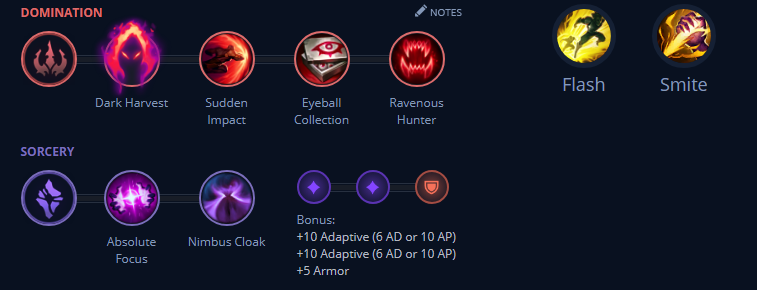 DOMINATION
NOTES
Dark Harvest
Sudden
Impact
Eyeball
Collection
Ravenous
Hunter
Flash
Smite
SORCERY
Absolute
Focus
Nimbus Cloak
Bonus:
+10 Adaptive (6 AD or 10 AP)
+10 Adaptive (6 AD or 10 AP)
+5 Armor